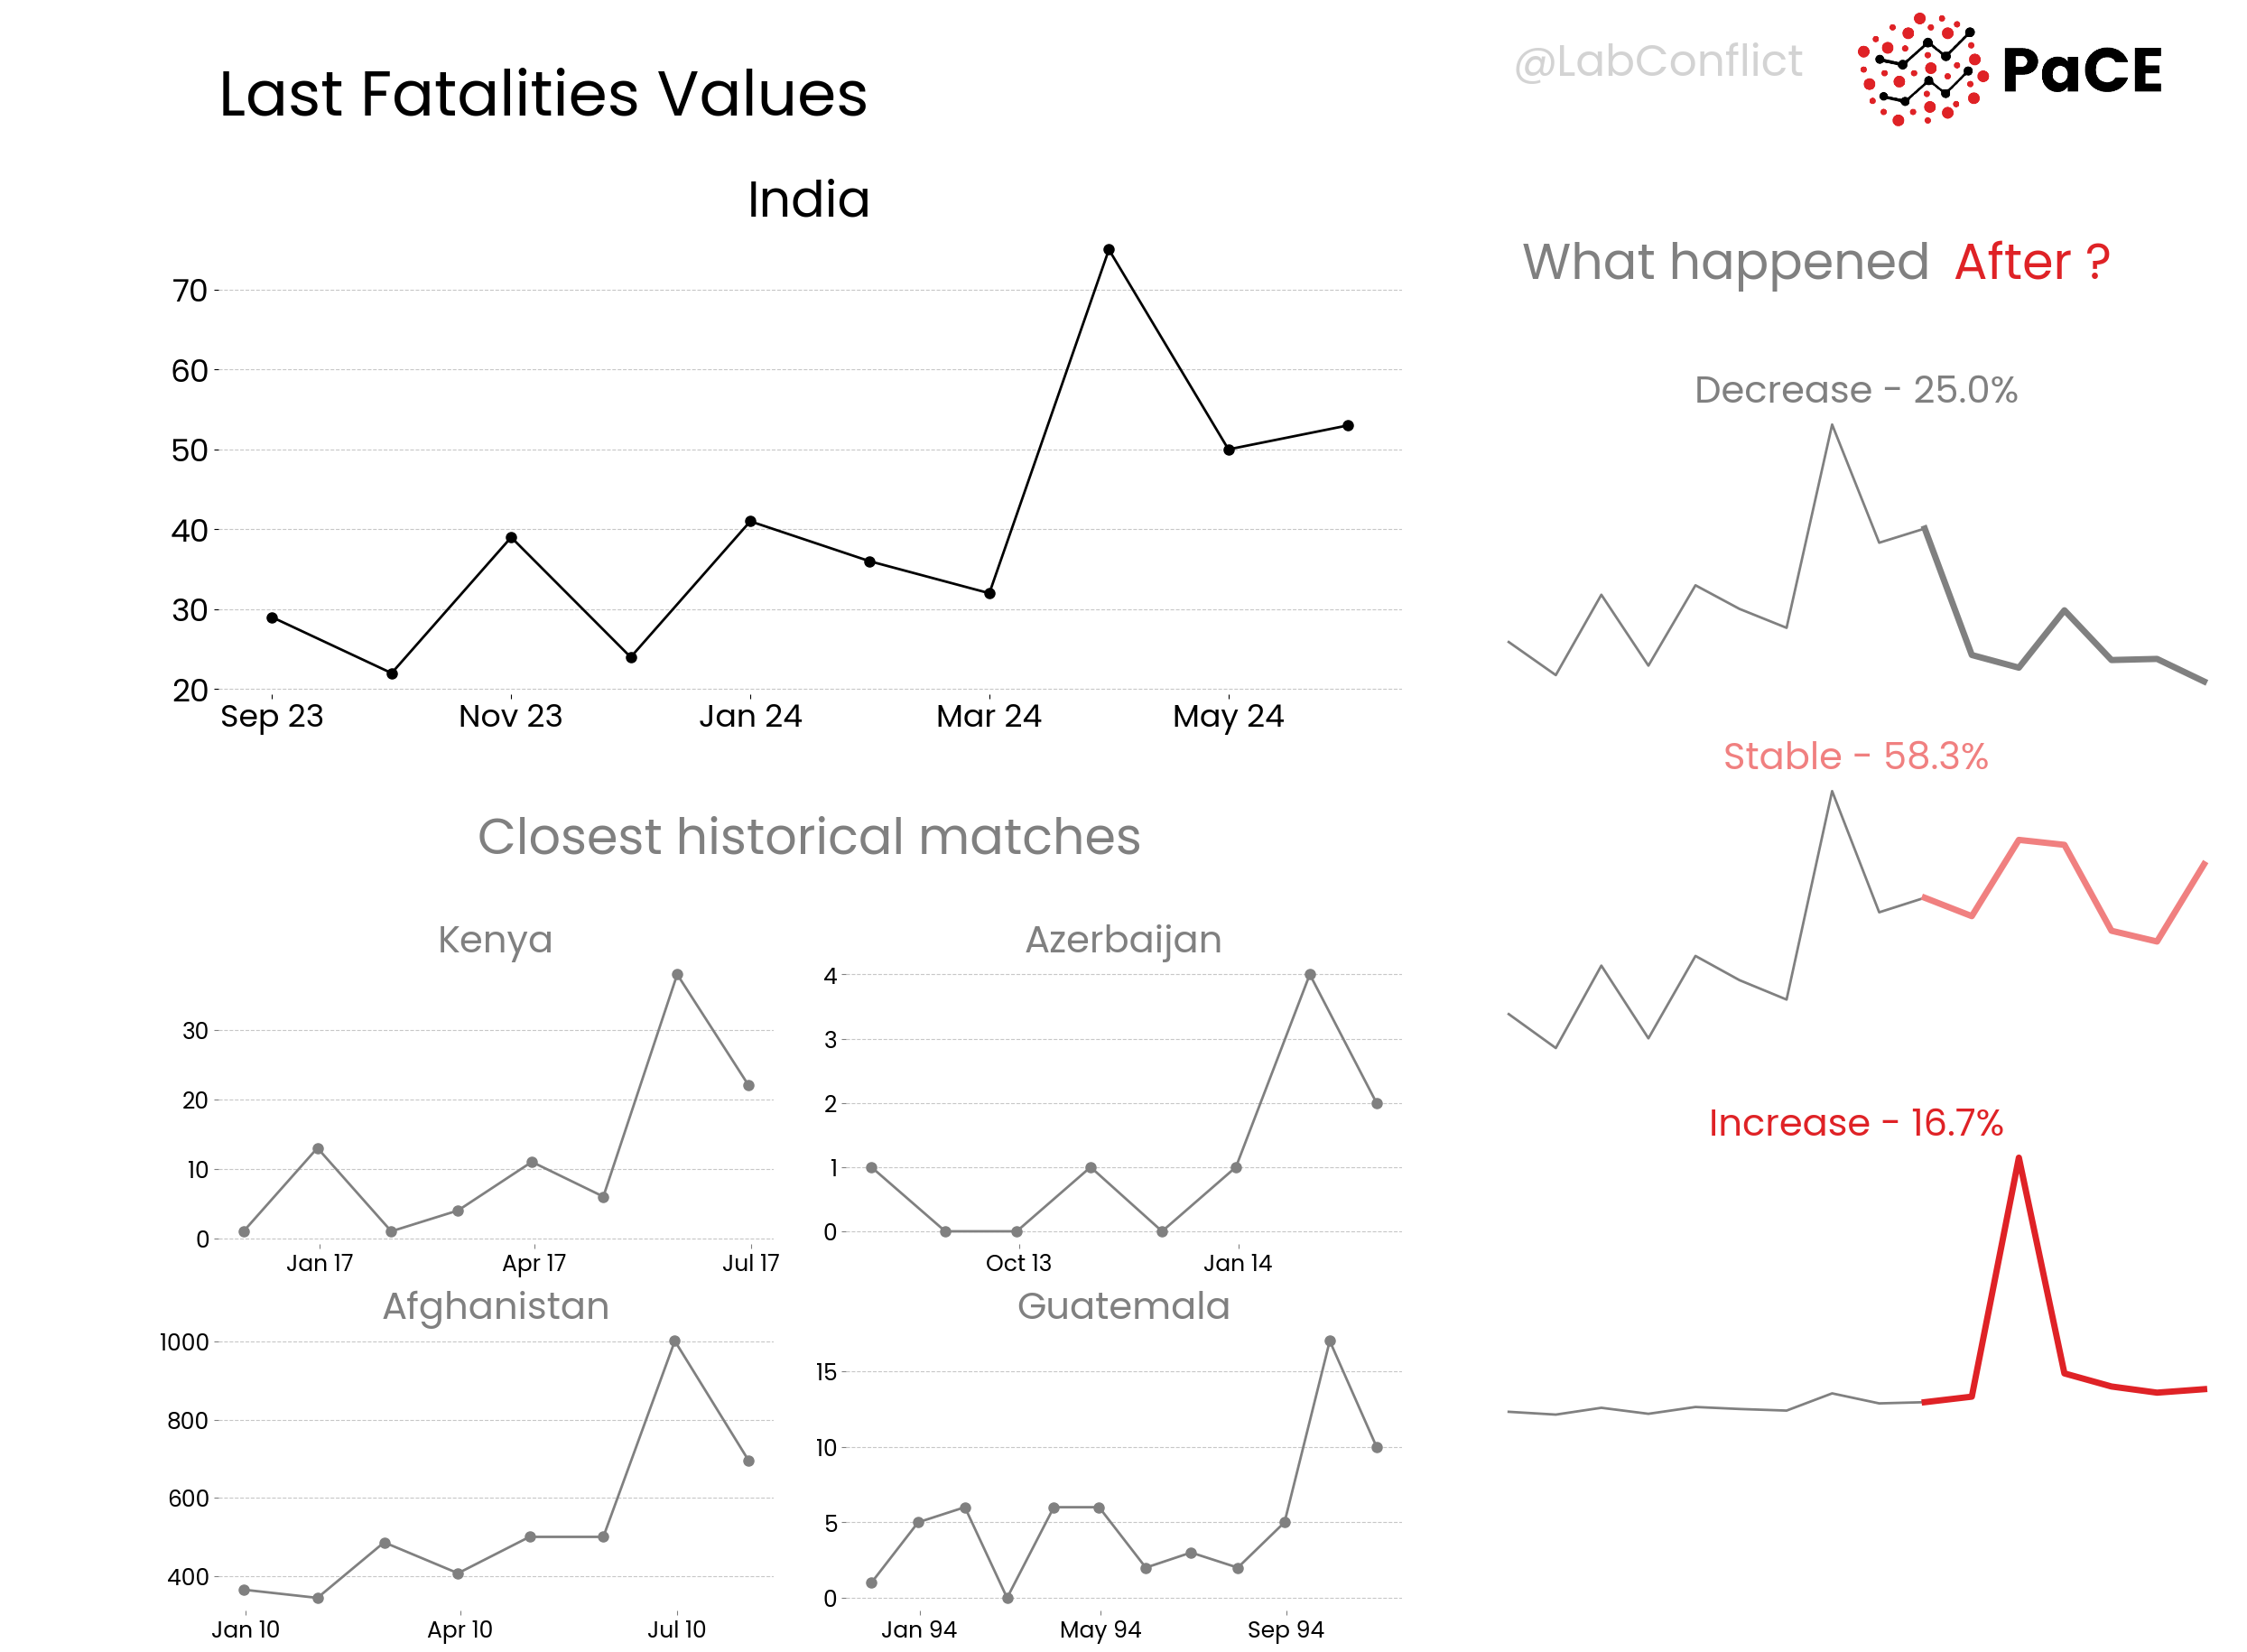 @LabConflict
PaCE
Last Fatalities Values
India
70
60
50
40
30
20
Sep 23 Nov 23 Jan 24 Mar 24 May 24
What happened After ?
Decrease - 25.0%
Stable - 58.3%
Increase - 16.7%
Closest historical matches
Kenya
30
20
10
0
Jan 17 Apr 17 Jul 17
Azerbaijan
4
3
2
1
0
Oct 13 Jan 14
Afghanistan
1000
800
600
400
Jan 10 Apr 10 Jul 10
Guatemala
15
10
5
0
Jan 94 May 94 Sep 94